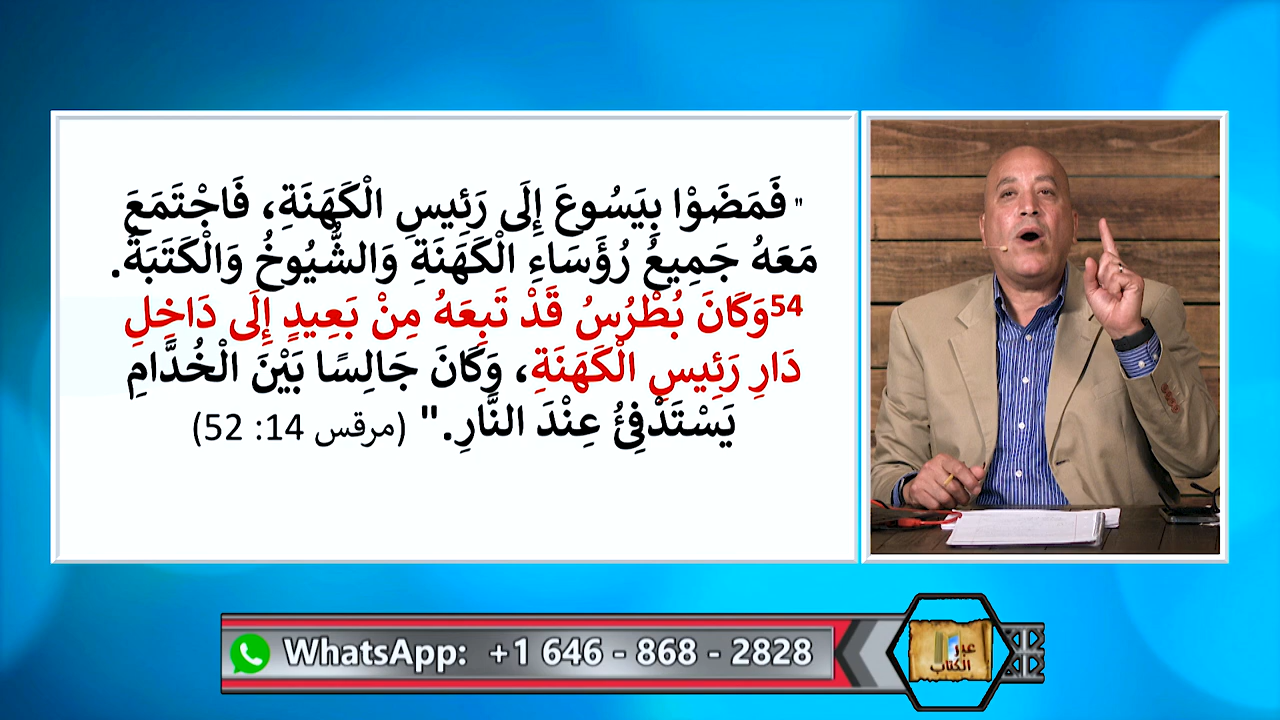 " فَمَضَوْا بِيَسُوعَ إِلَى رَئِيسِ الْكَهَنَةِ، فَاجْتَمَعَ
مَعَهُ جَمِيعُ رُؤَسَاءِ الْكَهَنَةِ وَالشُّيُوخُ وَالْكَتَبَةُ.
54وَكَانَ بُطْرُسُ قَدْ تَبِعَهُ مِنْ بَعِيدٍ إِلَى دَاخِلِ
دَارِ رَئِيسِ الْكَهَنَةِ، وَكَانَ جَالِسًا بَيْنَ الْخُدَّامِ
يَسْتَدْفِئُ عِنْدَ النَّارِ." (مرقس 14: 52)
WhatsApp: +1 646 - 868 - 2828
عبر
الكتاب